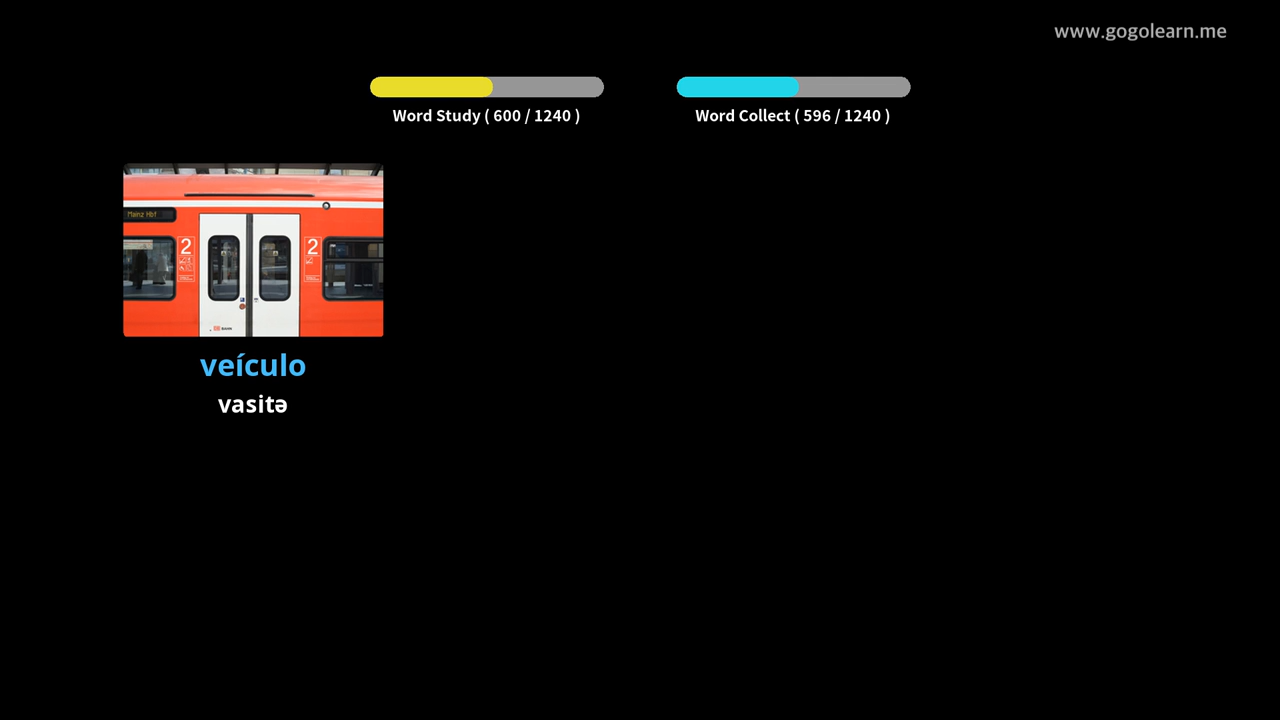 www.gogolearn.me
Word Study ( 600 / 1240 )
Word Collect ( 596 / 1240 )
Mainz Hbf
2
2
veículo
vasitə